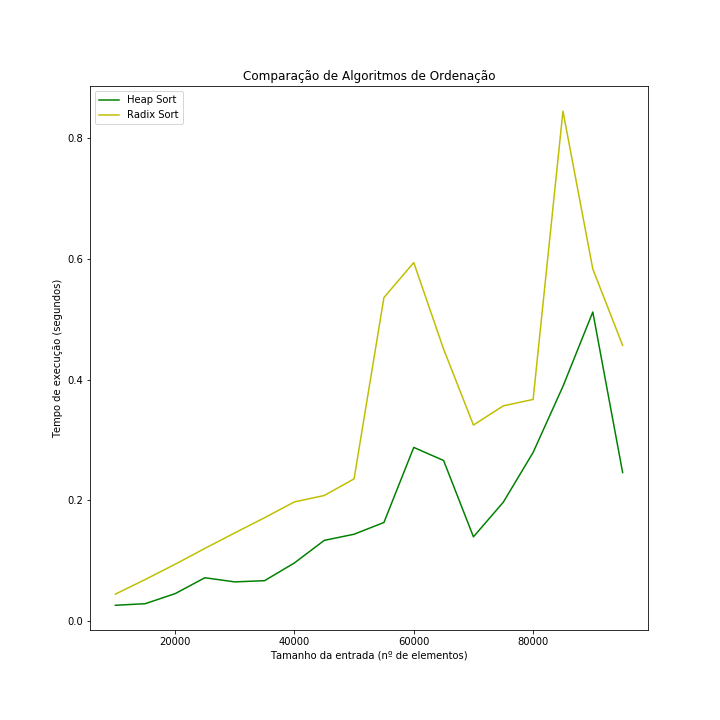 Comparação de Algoritmos de Ordenação
Heap Sort
Radix Sort
0.8
0.6
0.4
0.2
0.0
Tempo de execução (segundos)
20000 40000 60000 80000
Tamanho da entrada (nº de elementos)